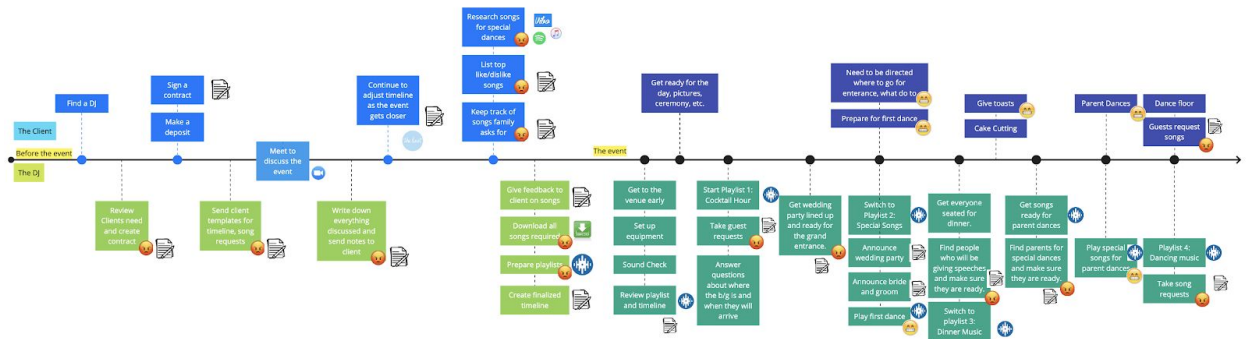 Research songs
for special
dances
List top
like/dislike
songs
Keep track of
songs family
asks for
Find a DJ
Sign a
contract
Make a
deposit
Continue to
adjust timeline
as the event
gets closer
Get ready for the
day, pictures,
ceremony, etc.
Need to be directed
where to go for
enterance, what do to
Prepare for first dance
Give toasts
Cake Cutting
Parent Dances
Dance floor
Guests request
songs
The Client
Before the event
The DJ
Meet to
discuss the
event
The event
Review
Clients need
and create
contract
Send client
templates for
timeline, song
requests
Write down
everything
discussed and
send notes to
client
Give feedback to
client on songs
Download all
songs required
Prepare playlists
Create finalized
timeline
Get to the
venue early
Set up
equipment
Sound Check
Review playlist
and timeline
Start Playlist 1:
Cocktail Hour
Take guest
requests
Answer
questions
about where
the b/g is and
when they will
arrive
Get wedding
party lined up
and ready for
the grand
entrance.
Switch to
Playlist 2:
Special Songs
Announce
wedding party
Announce bride
and groom
Play first dance
Get everyone
seated for
dinner.
Find people
who will be
giving speeches
and make sure
they are ready.
Switch to
playlist 3:
Dinner Music
Get songs
ready for
parent dances
Find parents for
special dances
and make sure
they are ready.
Play special
songs for
parent dances
Playlist 4:
Dancing music
Take song
requests